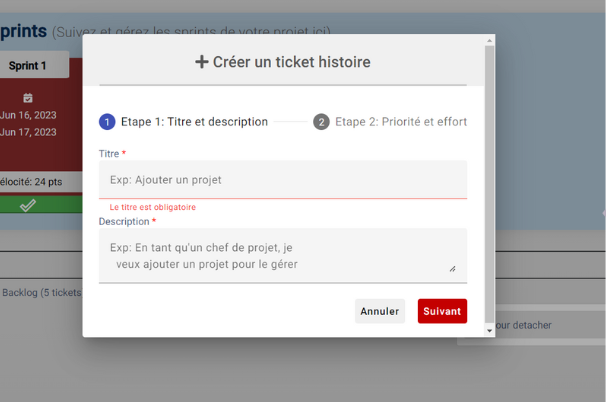 prints (Suivez et gérez les sprints de votre projet ici)
Sprint 1
Jun 16, 2023
Jun 17, 2023
élocité: 24 pts
Backlog (5 tickets
our detacher
Créer un ticket histoire
1 Etape 1: Titre et description 2 Etape 2: Priorité et effort
Titre *
Exp: Ajouter un projet
Le titre est obligatoire
Description *
Exp: En tant qu'un chef de projet, je
veux ajouter un projet pour le gérer
Annuler Suivant